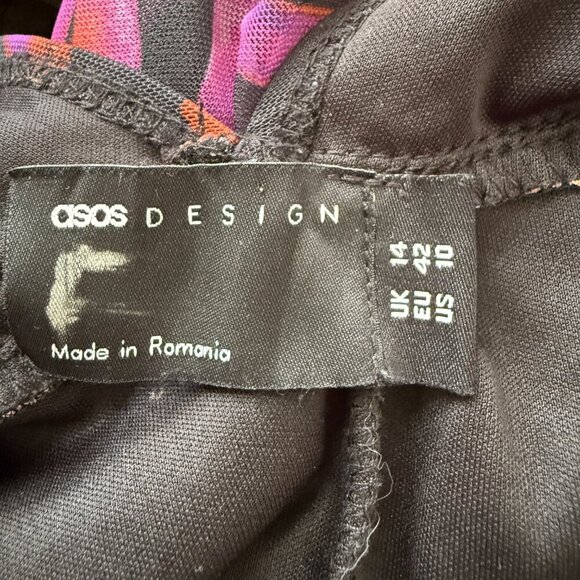 asos DESIGN
Made in Romania
UK 14
EU 42
US 10